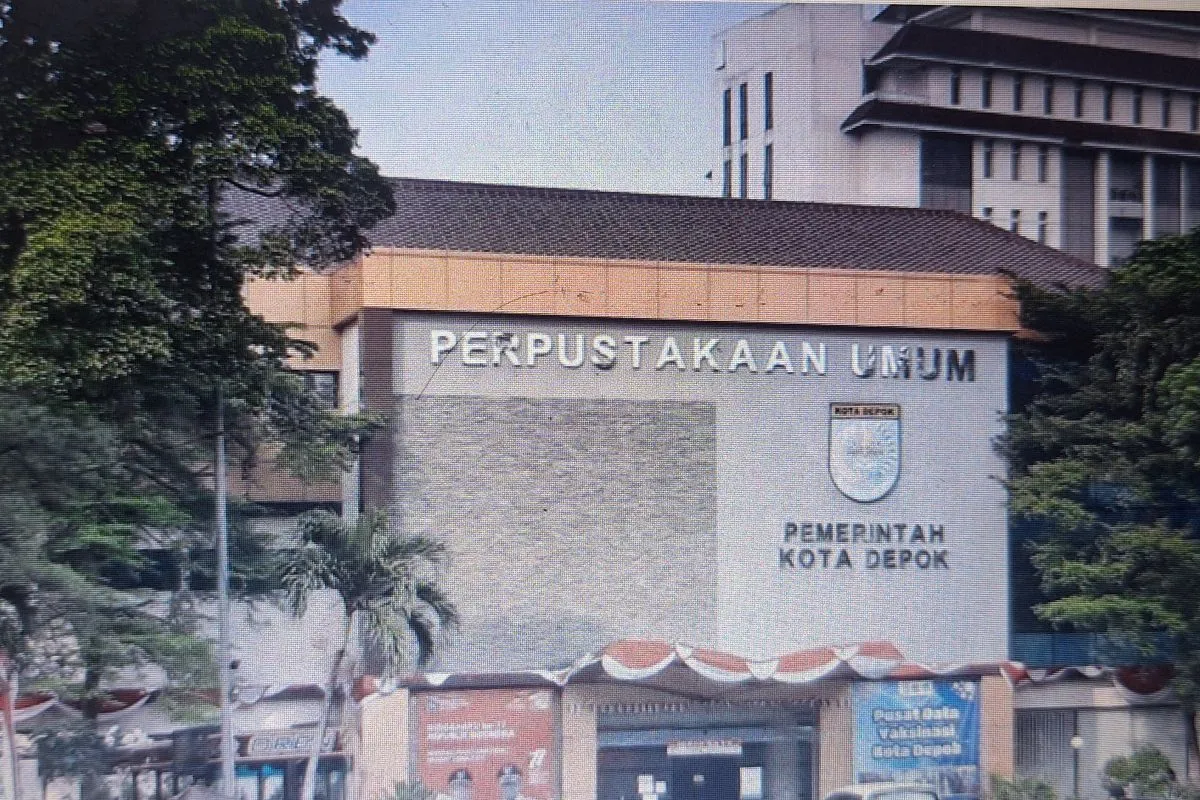 PERPUSTAKAAN UMUM
KOTA DEPOK
PEMERINTAH
KOTA DEPOK
Pusat Data
Vaksinasi
Kota Depok